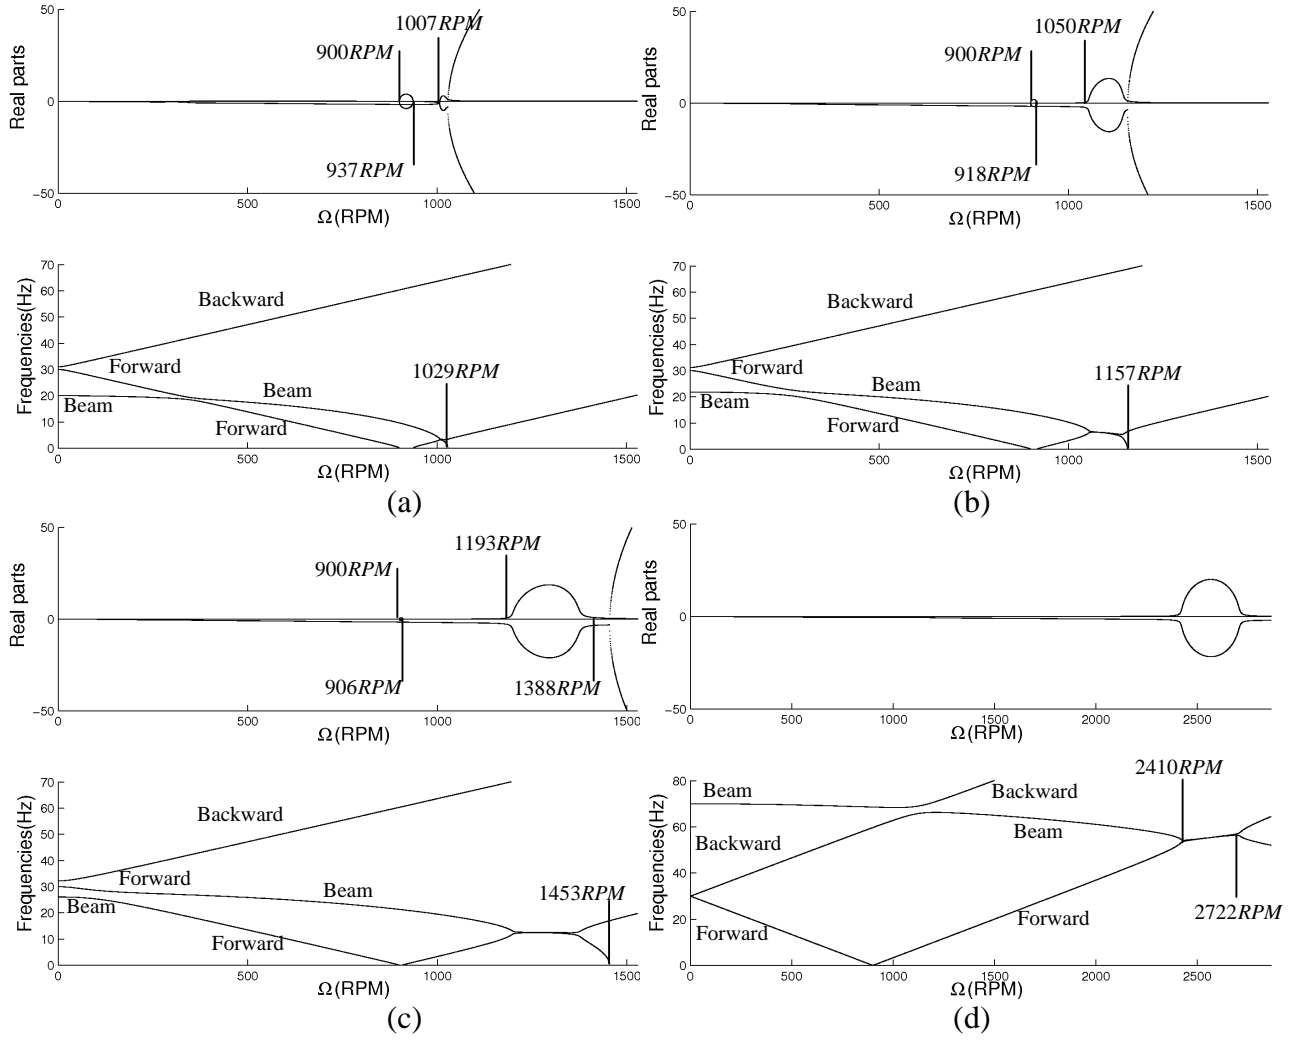 50
1007RPM
900RPM
Real parts
0
937RPM
−50
0
500
1000
1500
Ω(RPM)
70
60
50
40
30
20
10
0
Frequencies(Hz)
Backward
Forward
Beam
Beam
Forward
1029RPM
0
500
1000
1500
Ω(RPM)
(a)
50
1050RPM
900RPM
Real parts
0
918RPM
−50
0
500
1000
1500
Ω(RPM)
70
60
50
40
30
20
10
0
Frequencies(Hz)
Backward
Forward
Beam
Beam
Forward
1157RPM
0
500
1000
1500
Ω(RPM)
(b)
50
1193RPM
900RPM
Real parts
0
906RPM
1388RPM
−50
0
500
1000
1500
Ω(RPM)
70
60
50
40
30
20
10
0
Frequencies(Hz)
Backward
Forward
Beam
Beam
Forward
1453RPM
0
500
1000
1500
Ω(RPM)
(c)
50
Real parts
0
−50
0
500
1000
1500
2000
2500
Ω(RPM)
2410RPM
80
60
40
20
0
Frequencies(Hz)
Beam
Backward
Backward
Beam
Forward
Forward
2722RPM
0
500
1000
1500
2000
2500
Ω(RPM)
(d)